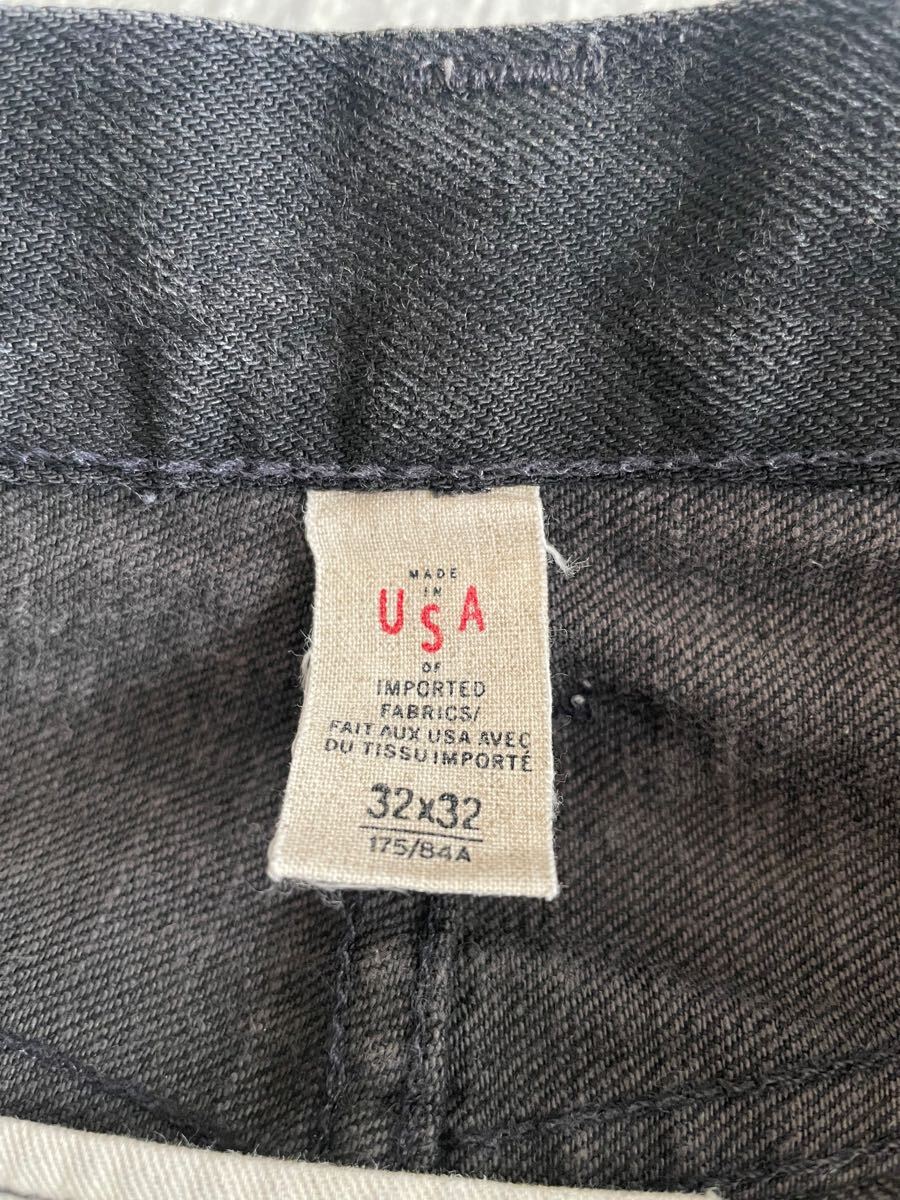 MADE
IN
USA
OF
IMPORTED
FABRICS/
FAIT AUX USA AVEC
DU TISSU IMPORTÉ
32x32
175/84A